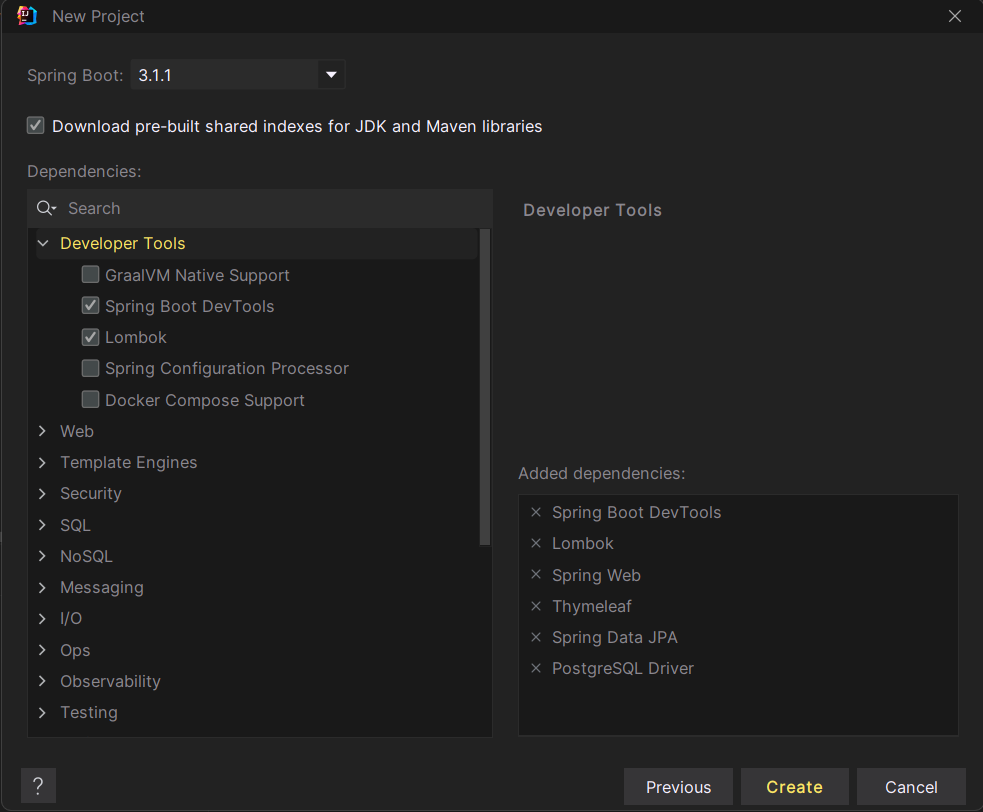 New Project
Spring Boot: 3.1.1
Download pre-built shared indexes for JDK and Maven libraries
Dependencies:
Search
Developer Tools
GraalVM Native Support
Spring Boot DevTools
Lombok
Spring Configuration Processor
Docker Compose Support
Web
Template Engines
Security
SQL
NoSQL
Messaging
I/O
Ops
Observability
Testing
Developer Tools
Added dependencies:
Spring Boot DevTools
Lombok
Spring Web
Thymeleaf
Spring Data JPA
PostgreSQL Driver
? Previous Create Cancel